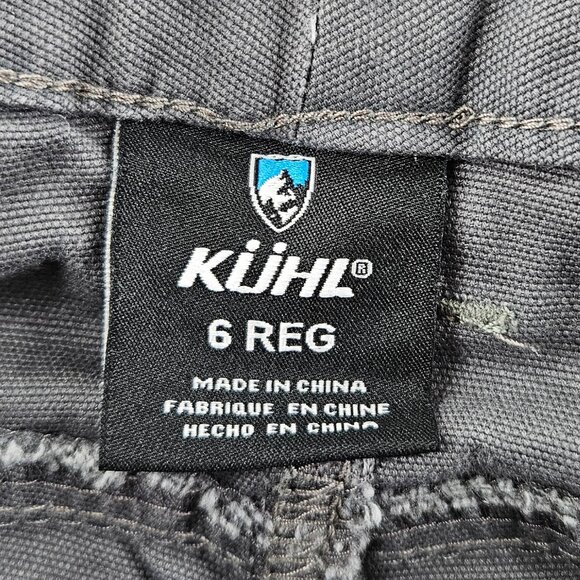 KÜHL®
6 REG
MADE IN CHINA
FABRIQUE EN CHINE
HECHO EN CHINA